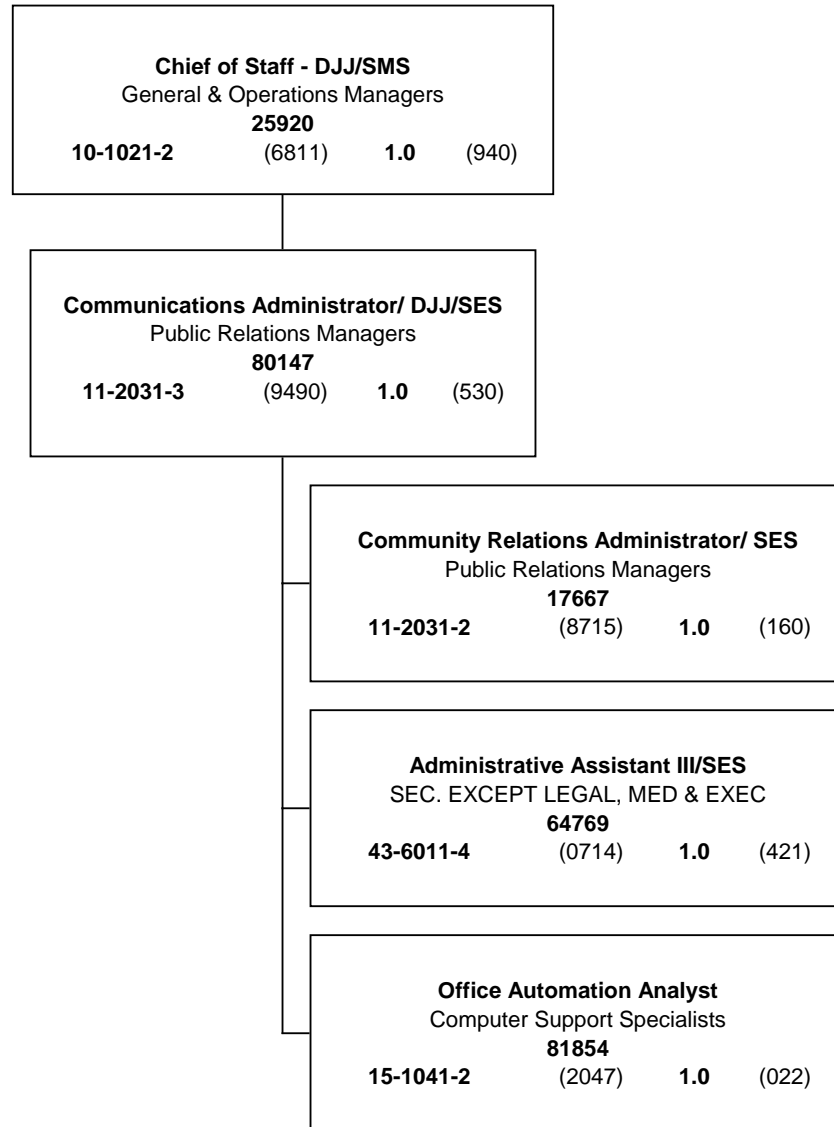 Chief of Staff - DJJ/SMS
General & Operations Managers
25920
10-1021-2 (6811) 1.0 (940)
Communications Administrator/ DJJ/SES
Public Relations Managers
80147
11-2031-3 (9490) 1.0 (530)
Community Relations Administrator/ SES
Public Relations Managers
17667
11-2031-2 (8715) 1.0 (160)
Administrative Assistant III/SES
SEC. EXCEPT LEGAL, MED & EXEC
64769
43-6011-4 (0714) 1.0 (421)
Office Automation Analyst
Computer Support Specialists
81854
15-1041-2 (2047) 1.0 (022)